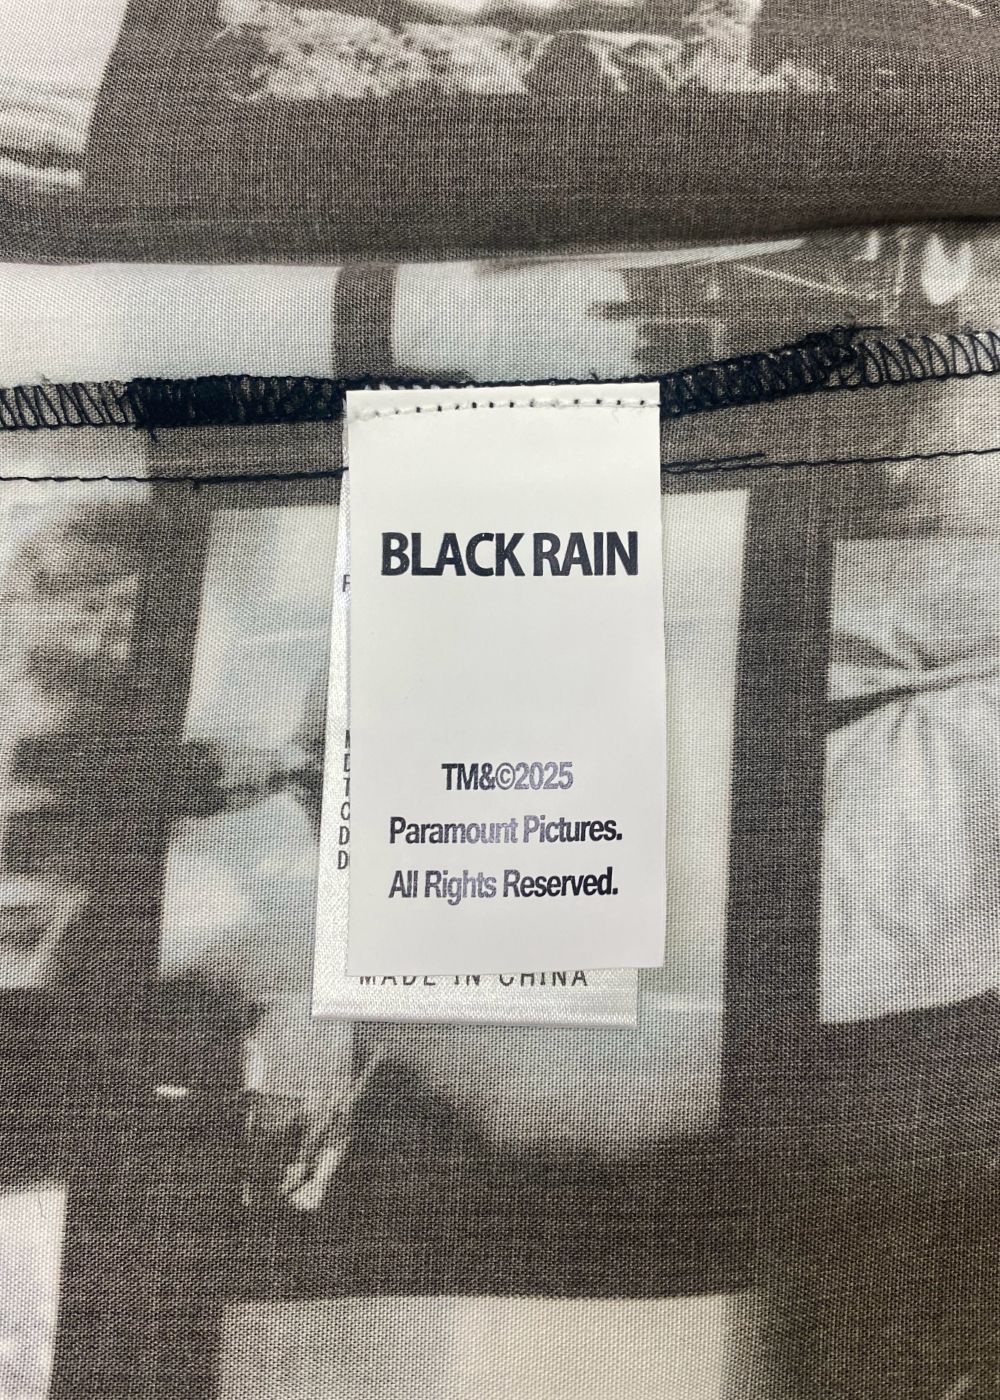 BLACK RAIN
TM&©2025
Paramount Pictures.
All Rights Reserved.
MADE IN CHINA